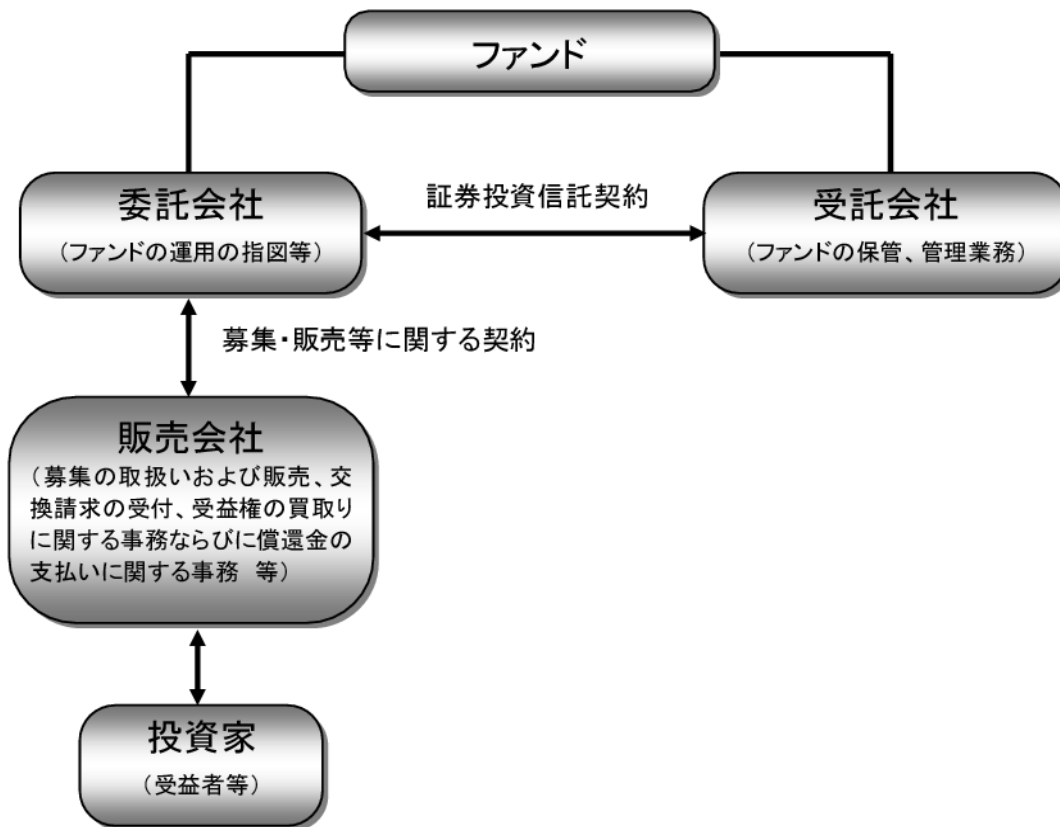 ファンド
委託会社
(ファンドの運用の指図等)
証券投資信託契約
受託会社
(ファンドの保管、管理業務)
募集・販売等に関する契約
販売会社
(募集の取扱いおよび販売、交
換請求の受付、受益権の買取り
に関する事務ならびに償還金の
支払いに関する事務 等)
投資家
(受益者等)